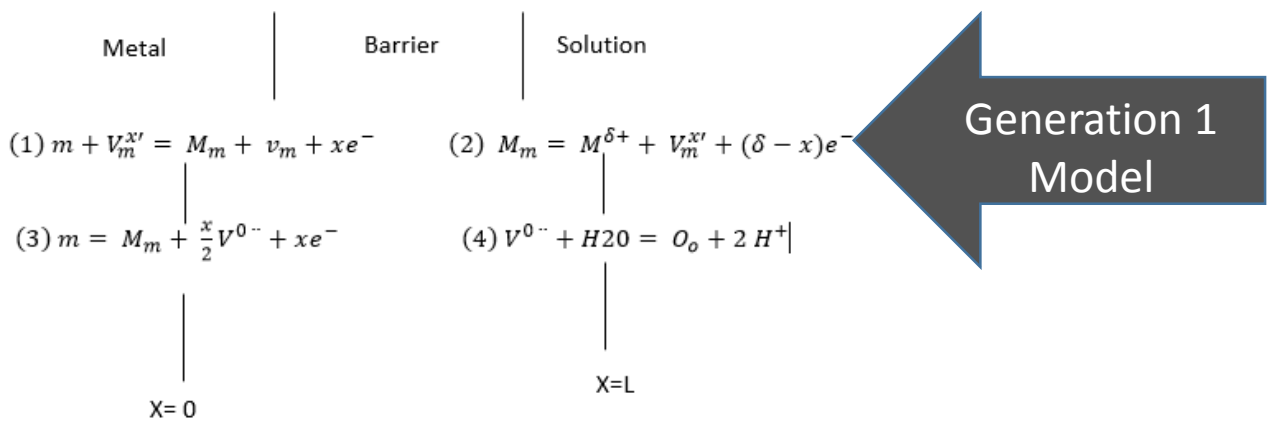 Metal Barrier Solution
(1) m + V_m^{x′} = M_m + v_m + xe^− (2) M_m = M^{δ+} + V_m^{x′} + (δ − x)e^−
(3) m = M_m + \frac{x}{2}V^{0··} + xe^− (4) V^{0··} + H20 = O_o + 2 H^+|
X= 0
X=L
Generation 1
Model